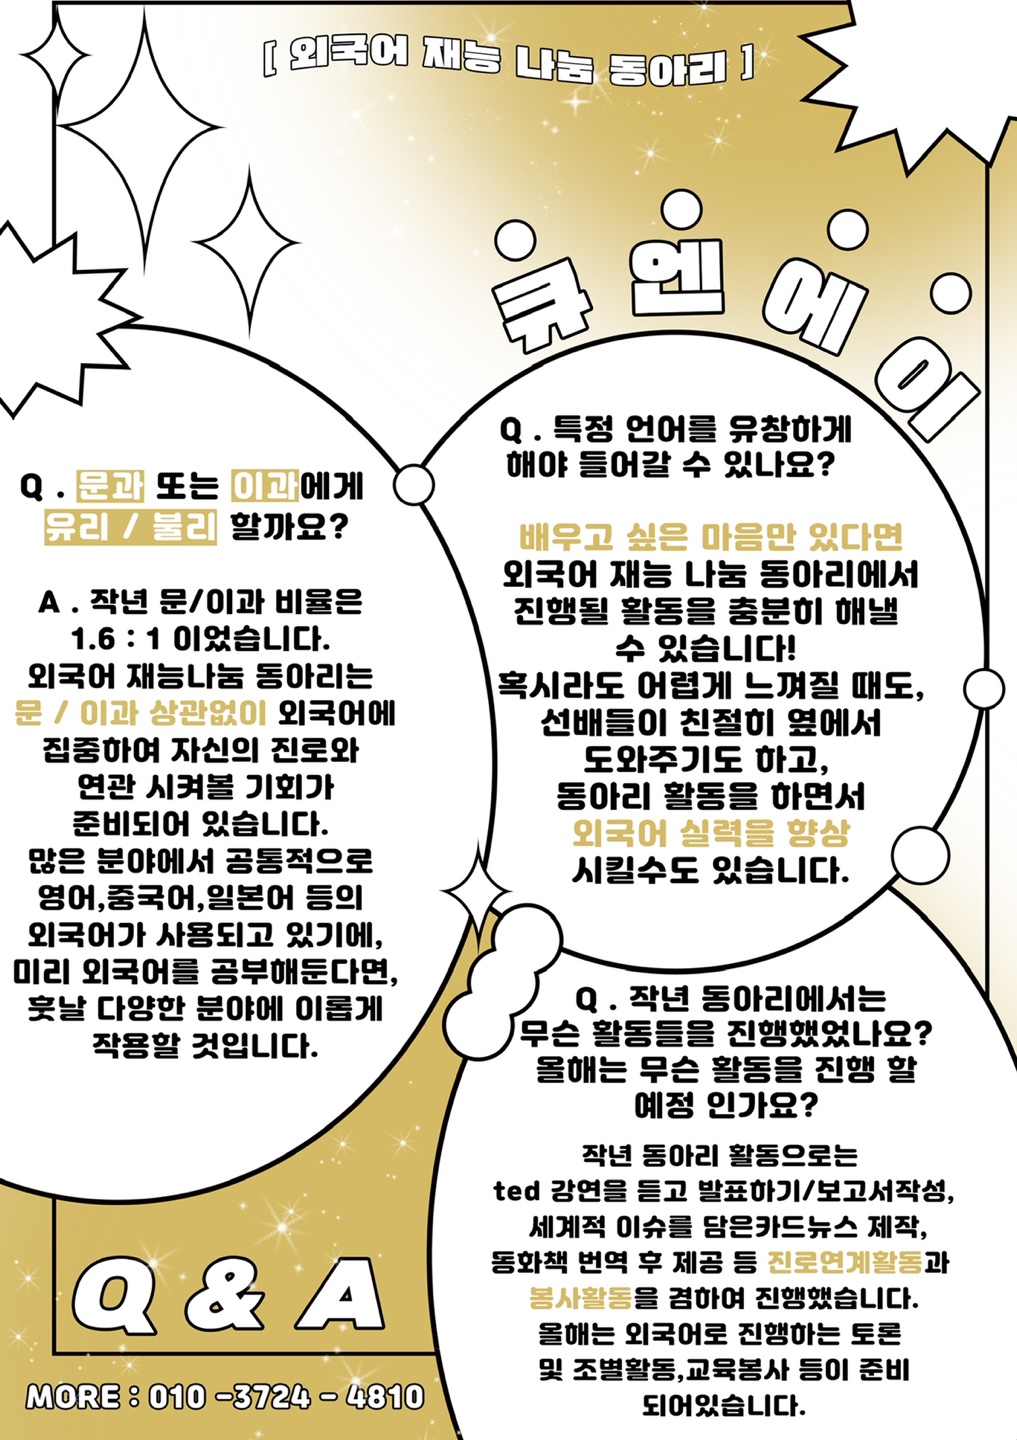 [ 외국어 재능 나눔 동아리 ]
큐엔에이
Q . 문과 또는 이과에게
유리 / 불리 할까요?
A . 작년 문/이과 비율은
1.6 : 1 이었습니다.
외국어 재능나눔 동아리는
문 / 이과 상관없이 외국어에
집중하여 자신의 진로와
연관 시켜볼 기회가
준비되어 있습니다.
많은 분야에서 공통적으로
영어,중국어,일본어 등의
외국어가 사용되고 있기에,
미리 외국어를 공부해둔다면,
훗날 다양한 분야에 이롭게
작용할 것입니다.
Q . 특정 언어를 유창하게
해야 들어갈 수 있나요?
배우고 싶은 마음만 있다면
외국어 재능 나눔 동아리에서
진행될 활동을 충분히 해낼
수 있습니다!
혹시라도 어렵게 느껴질 때도,
선배들이 친절히 옆에서
도와주기도 하고,
동아리 활동을 하면서
외국어 실력을 향상
시킬수도 있습니다.
Q . 작년 동아리에서는
무슨 활동들을 진행했었나요?
올해는 무슨 활동을 진행 할
예정 인가요?
작년 동아리 활동으로는
ted 강연을 듣고 발표하기/보고서작성,
세계적 이슈를 담은카드뉴스 제작,
동화책 번역 후 제공 등 진로연계활동과
봉사활동을 겸하여 진행했습니다.
올해는 외국어로 진행하는 토론
및 조별활동,교육봉사 등이 준비
되어있습니다.
Q & A
MORE : 010 -3724 - 4810